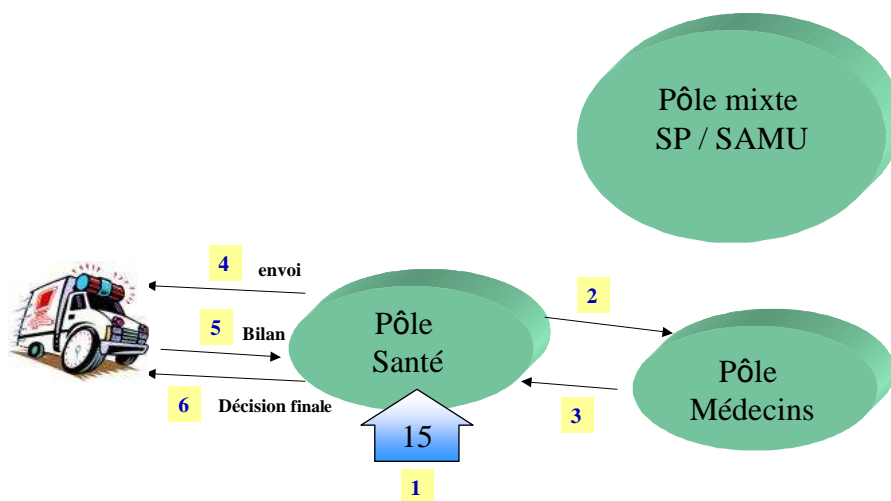 Pôle mixte
SP / SAMU
4 envoi
2
5 Bilan
Pôle
Santé
Pôle
Médecins
6 Décision finale
3
15
1